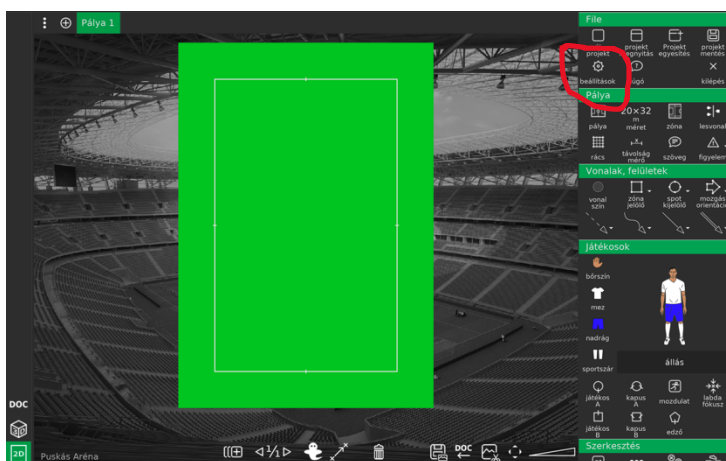 Pálya 1
File
projekt
projekt
megnyitás
Projekt
egyesítés
projekt
mentés
beállítások
súgó
kilépés
Pálya
pálya
20×32
m
méret
zóna
lesvonal
rács
távolság
mérő
szöveg
figyelem
Vonalak, felületek
vonal
szín
zóna
jelölő
spot
kijelölő
mozgás
orientáció
Játékosok
bőrszín
mez
nadrág
sportszár
állás
játékos
A
kapus
A
mozdulat
labda
fókusz
játékos
B
kapus
B
edző
Szerkesztés
DOC
3D
2D
Puskás Aréna
1/1
DOC